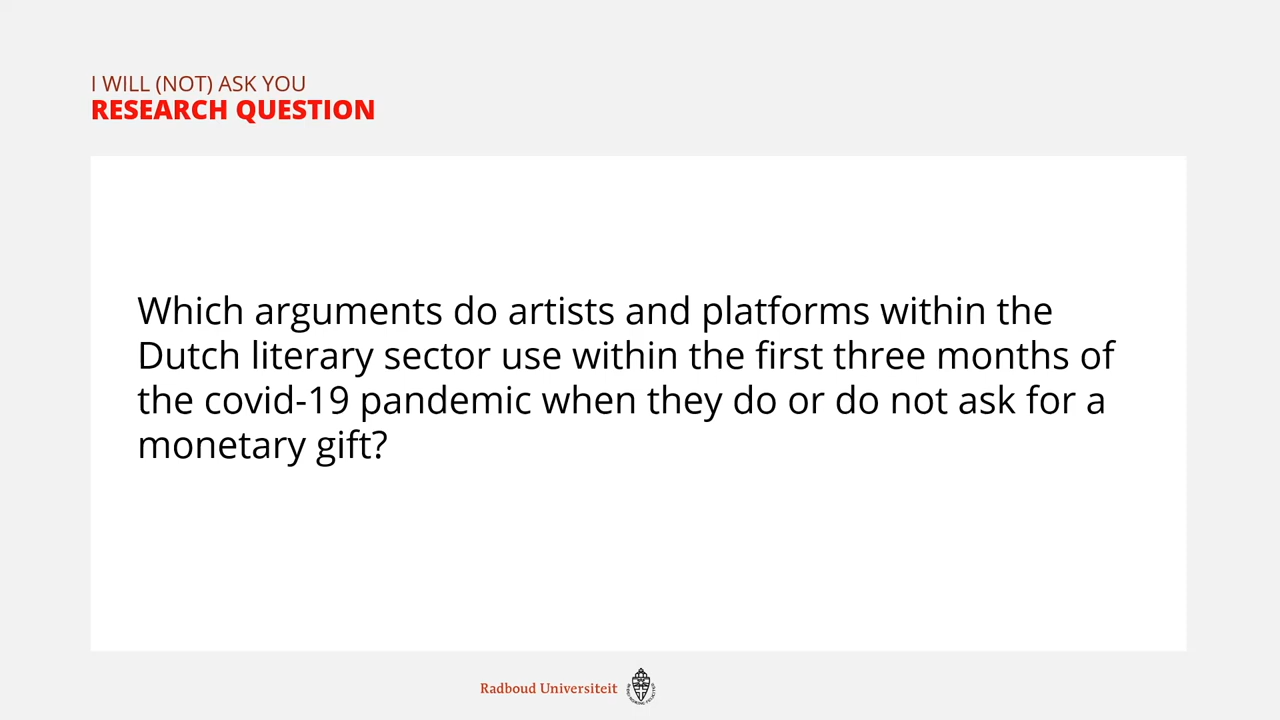 I WILL (NOT) ASK YOU
RESEARCH QUESTION
Which arguments do artists and platforms within the
Dutch literary sector use within the first three months of
the covid-19 pandemic when they do or do not ask for a
monetary gift?
Radboud Universiteit